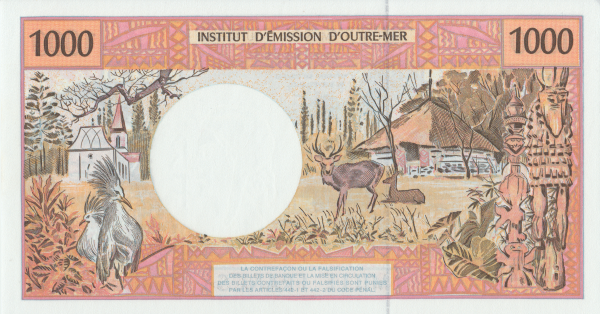 1000
INSTITUT D'ÉMISSION D'OUTRE-MER
1000
LA CONTREFAÇON OU LA FALSIFICATION
DES BILLETS DE BANQUE ET LA MISE EN CIRCULATION
DES BILLETS CONTREFAITS OU FALSIFIÉS SONT PUNIES
PAR LES ARTICLES 442-1 ET 442-2 DU CODE PÉNAL.